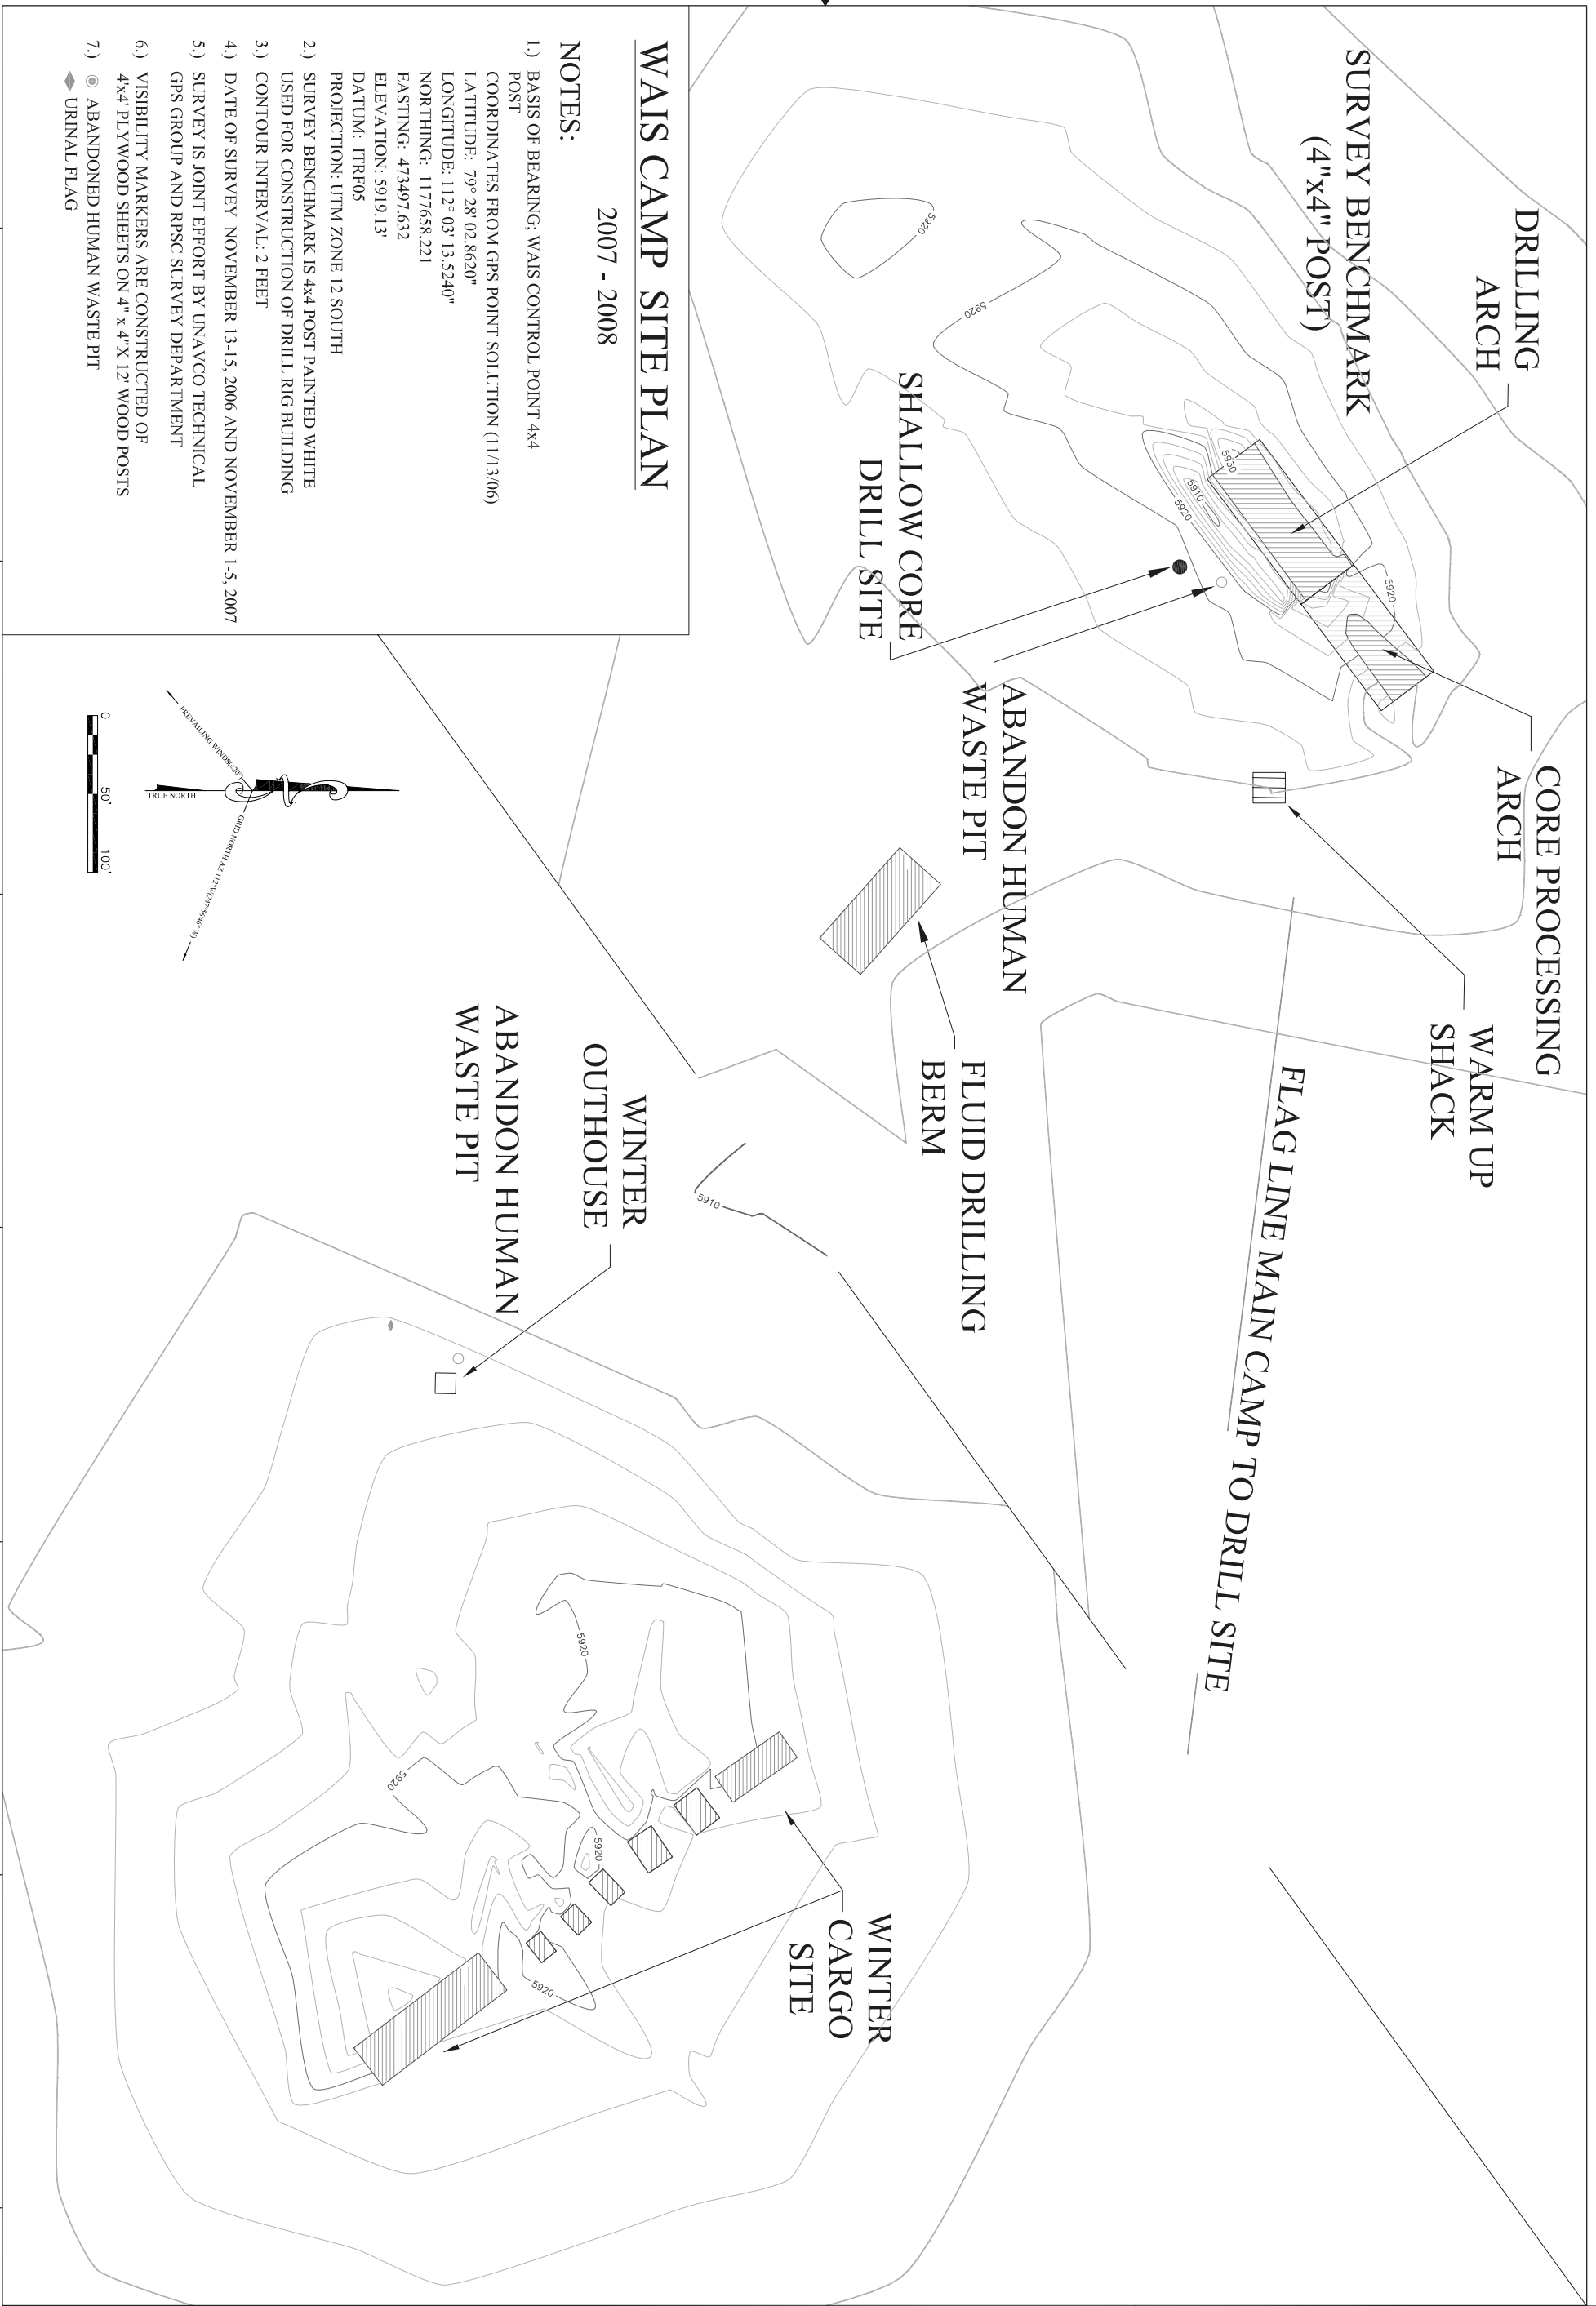 WAIS CAMP SITE PLAN
2007 - 2008
NOTES:
1.) BASIS OF BEARING; WAIS CONTROL POINT 4x4
POST
COORDINATES FROM GPS POINT SOLUTION (11/13/06)
LATITUDE: 79° 28' 02.8620"
LONGITUDE: 112° 03' 13.5240"
NORTHING: 1177658.221
EASTING: 473497.632
ELEVATION: 5919.13'
DATUM: ITRF05
PROJECTION: UTM ZONE 12 SOUTH
2.) SURVEY BENCHMARK IS 4x4 POST PAINTED WHITE
USED FOR CONSTRUCTION OF DRILL RIG BUILDING
3.) CONTOUR INTERVAL: 2 FEET
4.) DATE OF SURVEY NOVEMBER 13-15, 2006 AND NOVEMBER 1-5, 2007
5.) SURVEY IS JOINT EFFORT BY UNAVCO TECHNICAL
GPS GROUP AND RPSC SURVEY DEPARTMENT
6.) VISIBILITY MARKERS ARE CONSTRUCTED OF
4'x4' PLYWOOD SHEETS ON 4" x 4"X 12' WOOD POSTS
7.) ABANDONED HUMAN WASTE PIT
URINAL FLAG
DRILLING
ARCH
SURVEY BENCHMARK
(4"x4" POST)
CORE PROCESSING
ARCH
WARM UP
SHACK
SHALLOW CORE
DRILL SITE
ABANDON HUMAN
WASTE PIT
FLUID DRILLING
BERM
FLAG LINE MAIN CAMP TO DRILL SITE
WINTER
OUTHOUSE
ABANDON HUMAN
WASTE PIT
WINTER
CARGO
SITE
5920
5920
5930
5910
5920
5920
5910
5920
5920
5920
5920
PREVAILING WINDS(±20°)
TRUE NORTH
0
50'
100'